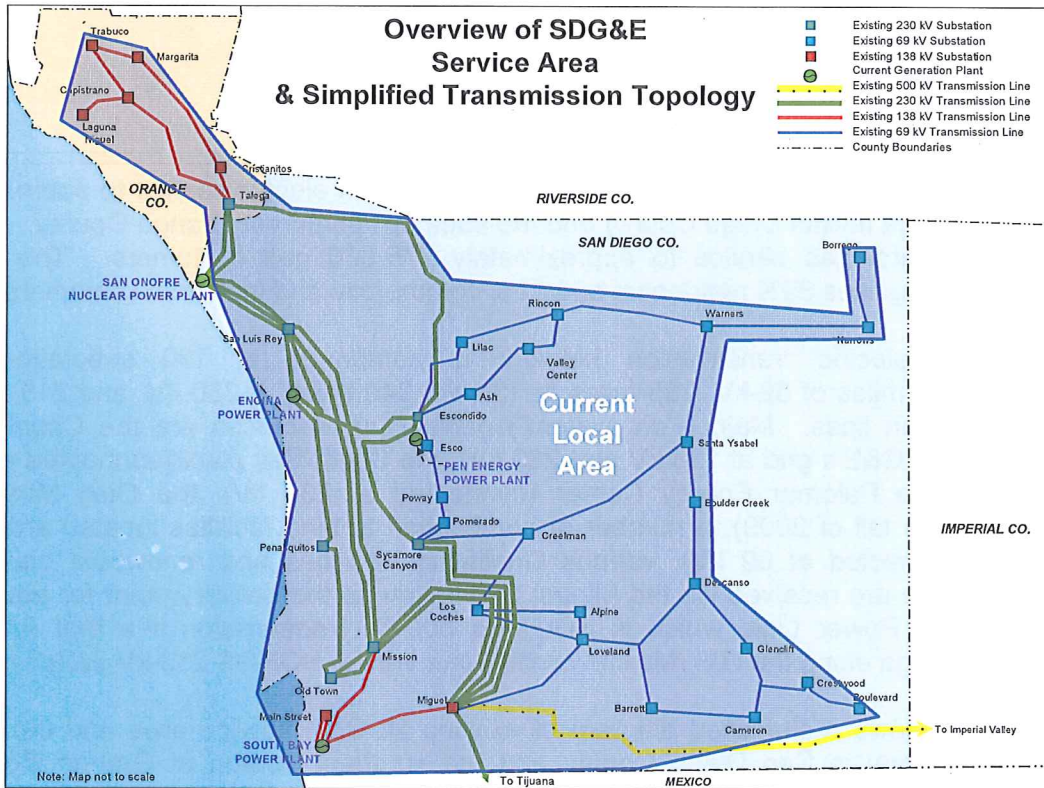 Overview of SDG&E
Service Area
& Simplified Transmission Topology
Existing 230 kV Substation
Existing 69 kV Substation
Existing 138 kV Substation
Current Generation Plant
Existing 500 kV Transmission Line
Existing 230 kV Transmission Line
Existing 138 kV Transmission Line
Existing 69 kV Transmission Line
County Boundaries
Trabuco
Margarita
Capistrano
Laguna
Niguel
Cristianitos
ORANGE
CO.
Talega
RIVERSIDE CO.
SAN DIEGO CO.
Borrego
SAN ONOFRE
NUCLEAR POWER PLANT
Rincon
Warners
Narrows
San Luis Rey
Lilac
Valley
Center
ENCINA
POWER PLANT
Ash
Current
Local
Area
Escondido
Esco
Santa Ysabel
PEN ENERGY
POWER PLANT
Poway
Boulder Creek
Pomerado
Creelman
IMPERIAL CO.
Penasquitos
Sycamore
Canyon
Descanso
Los
Coches
Alpine
Loveland
Glencliff
Mission
Old Town
Crestwood
Boulevard
Main Street
Miguel
Barrett
Cameron
To Imperial Valley
SOUTH BAY
POWER PLANT
Note: Map not to scale
To Tijuana
MEXICO